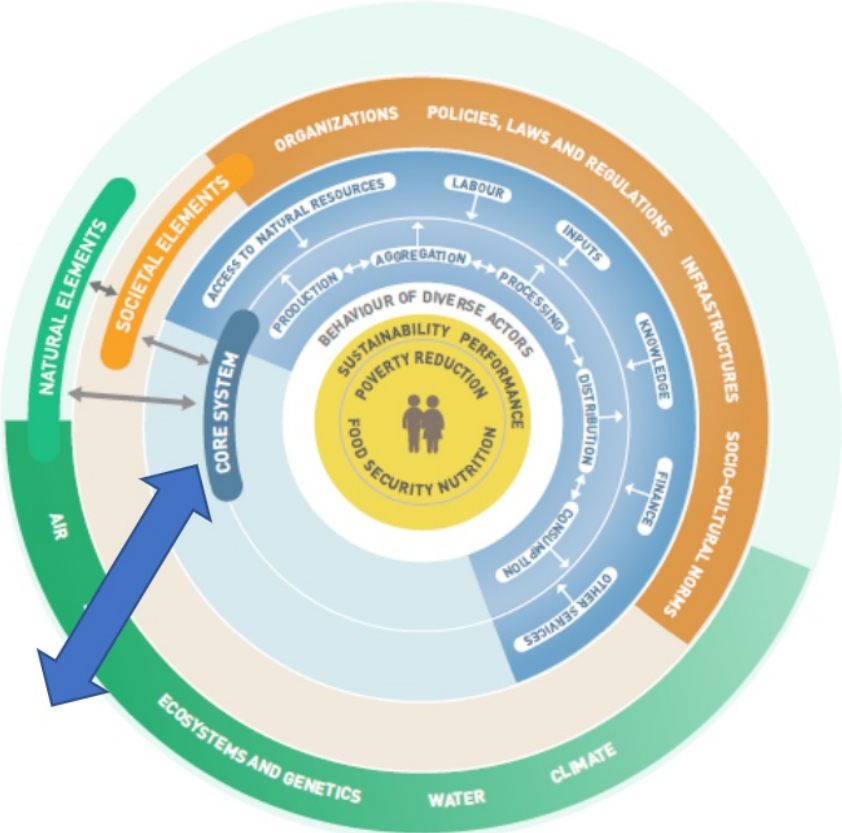 ORGANIZATIONS
POLICIES, LAWS AND REGULATIONS
INFRASTRUCTURES
SOCIO-CULTURAL NORMS
NATURAL ELEMENTS
SOCIETAL ELEMENTS
CORE SYSTEM
ACCESS TO NATURAL RESOURCES
LABOUR
INPUTS
KNOWLEDGE
FINANCE
OTHER SERVICES
PRODUCTION
AGGREGATION
PROCESSING
DISTRIBUTION
CONSUMPTION
BEHAVIOUR OF DIVERSE ACTORS
SUSTAINABILITY PERFORMANCE
POVERTY REDUCTION
FOOD SECURITY NUTRITION
AIR
ECOSYSTEMS AND GENETICS
WATER
CLIMATE